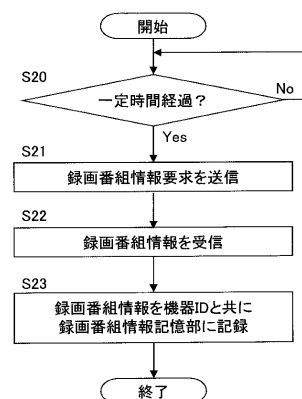 開始
S20
一定時間経過？
No
Yes
S21
録画番組情報要求を送信
S22
録画番組情報を受信
S23
録画番組情報を機器IDと共に
録画番組情報記憶部に記録
終了